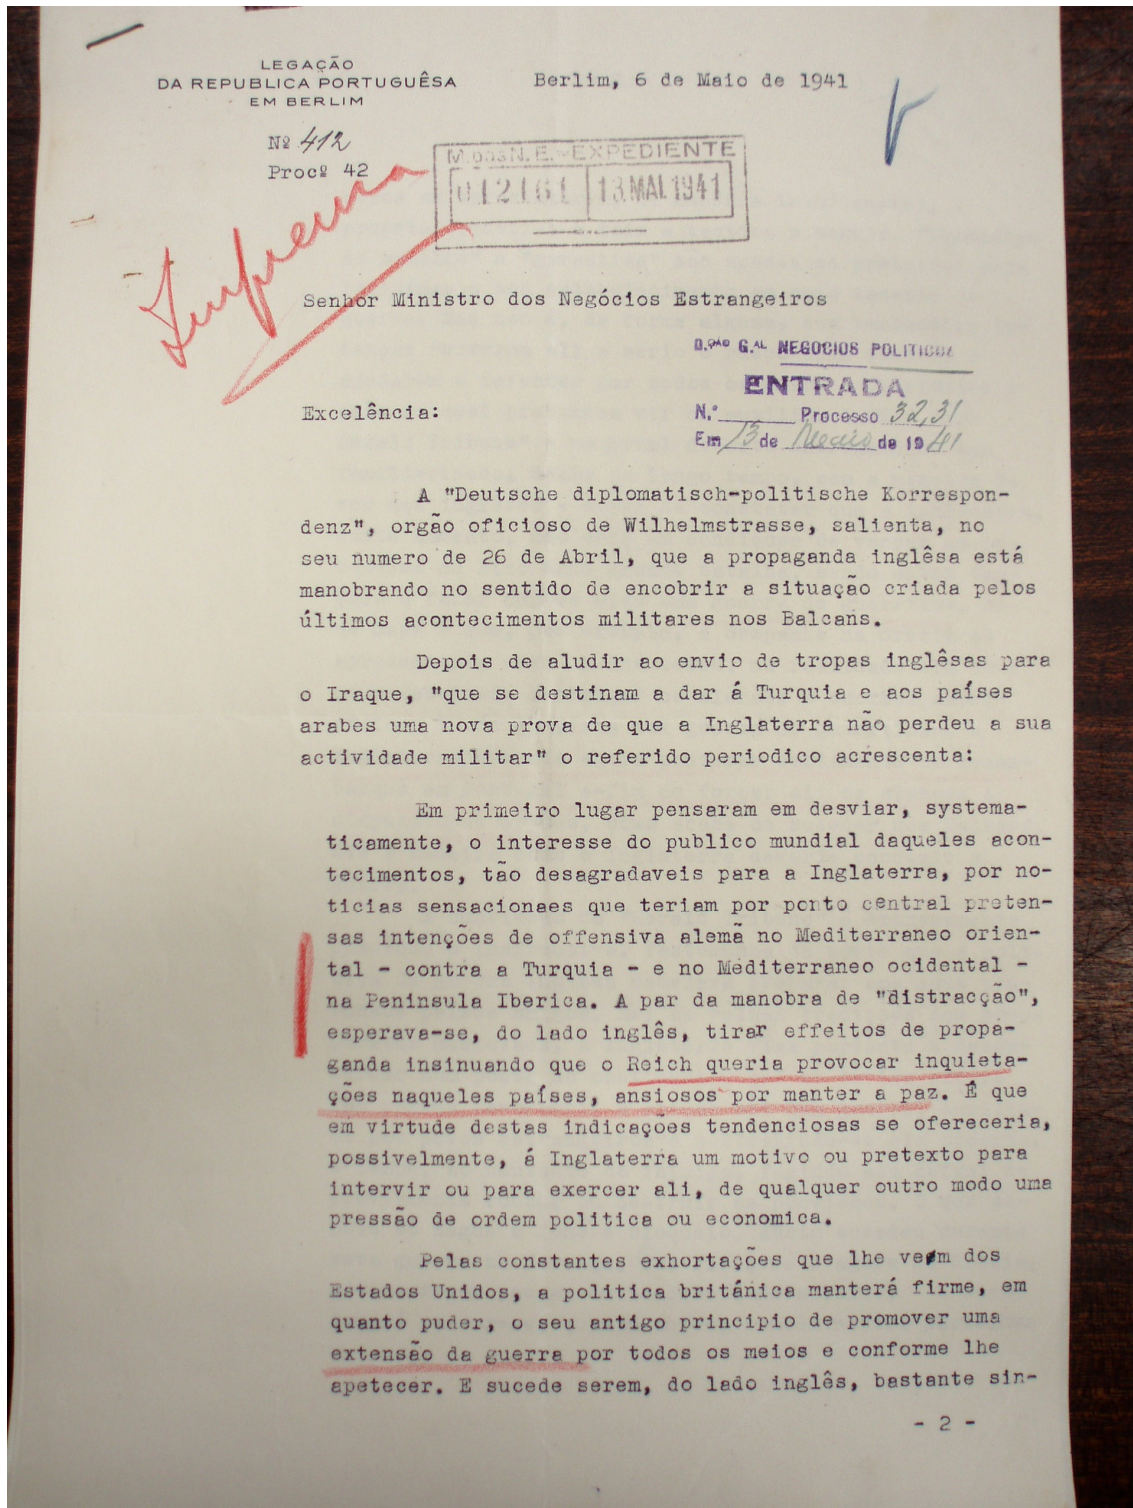 LEGAÇÃO
DA REPUBLICA PORTUGUÊSA
EM BERLIM
Berlim, 6 de Maio de 1941
Nº 412
Procº 42
M. dos N. E. - EXPEDIENTE
012161 13.MAI.1941
Imprensa
Senhor Ministro dos Negócios Estrangeiros
D.ÇÃO G.AL NEGOCIOS POLITICOS
ENTRADA
Excelência:
N.º Processo 32,31
Em 13 de Maio de 1941
A "Deutsche diplomatisch-politische Korrespon-
denz", orgão oficioso de Wilhelmstrasse, salienta, no
seu numero de 26 de Abril, que a propaganda inglêsa está
manobrando no sentido de encobrir a situação criada pelos
últimos acontecimentos militares nos Balcans.
Depois de aludir ao envio de tropas inglêsas para
o Iraque, "que se destinam a dar á Turquia e aos países
arabes uma nova prova de que a Inglaterra não perdeu a sua
actividade militar" o referido periodico acrescenta:
Em primeiro lugar pensaram em desviar, systema-
ticamente, o interesse do publico mundial daqueles acon-
tecimentos, tão desagradaveis para a Inglaterra, por no-
ticias sensacionaes que teriam por ponto central preten-
sas intenções de offensiva alemã no Mediterraneo orien-
tal - contra a Turquia - e no Mediterraneo ocidental -
na Peninsula Iberica. A par da manobra de "distracção",
esperava-se, do lado inglês, tirar effeitos de propa-
ganda insinuando que o Reich queria provocar inquieta-
ções naqueles países, ansiosos por manter a paz. É que
em virtude destas indicações tendenciosas se ofereceria,
possivelmente, á Inglaterra um motivo ou pretexto para
intervir ou para exercer ali, de qualquer outro modo uma
pressão de ordem politica ou economica.
Pelas constantes exhortações que lhe veem dos
Estados Unidos, a politica británica manterá firme, em
quanto puder, o seu antigo principio de promover uma
extensão da guerra por todos os meios e conforme lhe
apetecer. E sucede serem, do lado inglês, bastante sin-
- 2 -